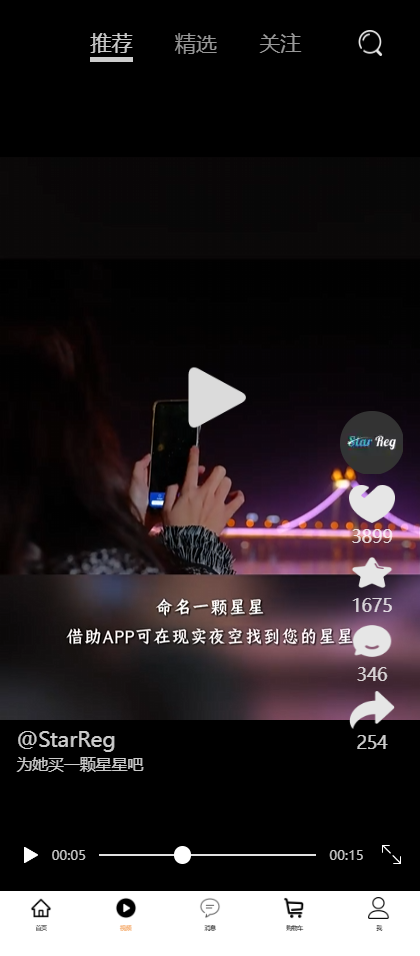 推荐 精选 关注
Star Reg
3899
1675
命名一颗星星
借助APP可在现实夜空找到您的星星
346
@StarReg
254
为她买一颗星星吧
00:05 00:15
首页 视频 消息 购物车 我